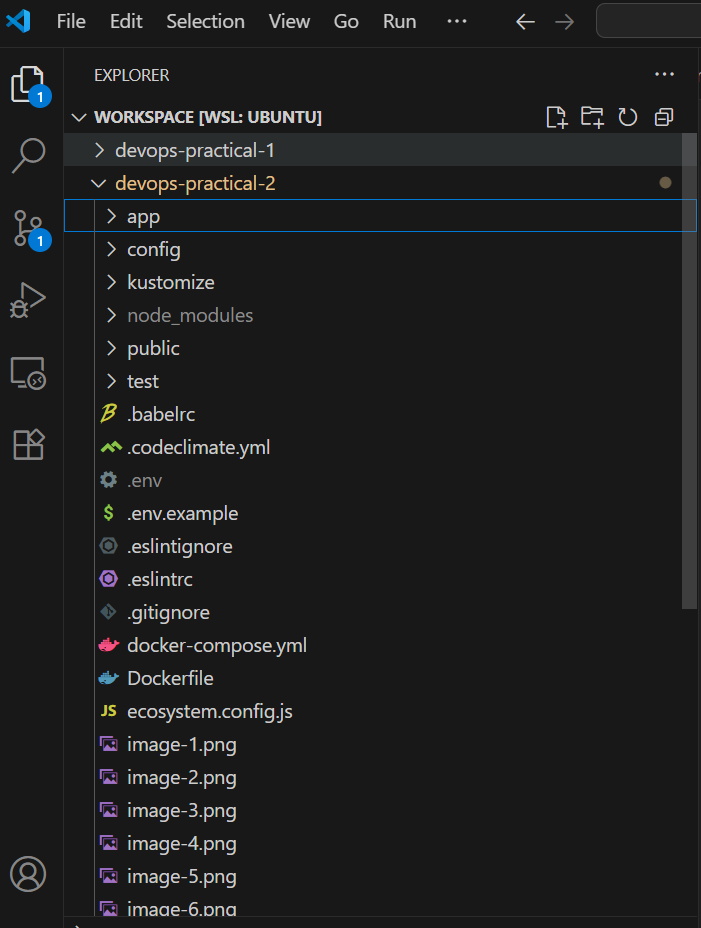 File Edit Selection View Go Run ···
EXPLORER ···
WORKSPACE [WSL: UBUNTU]
devops-practical-1
devops-practical-2
app
config
kustomize
node_modules
public
test
.babelrc
.codeclimate.yml
.env
$ .env.example
.eslintignore
.eslintrc
.gitignore
docker-compose.yml
Dockerfile
JS ecosystem.config.js
image-1.png
image-2.png
image-3.png
image-4.png
image-5.png
image-6.png
1
1